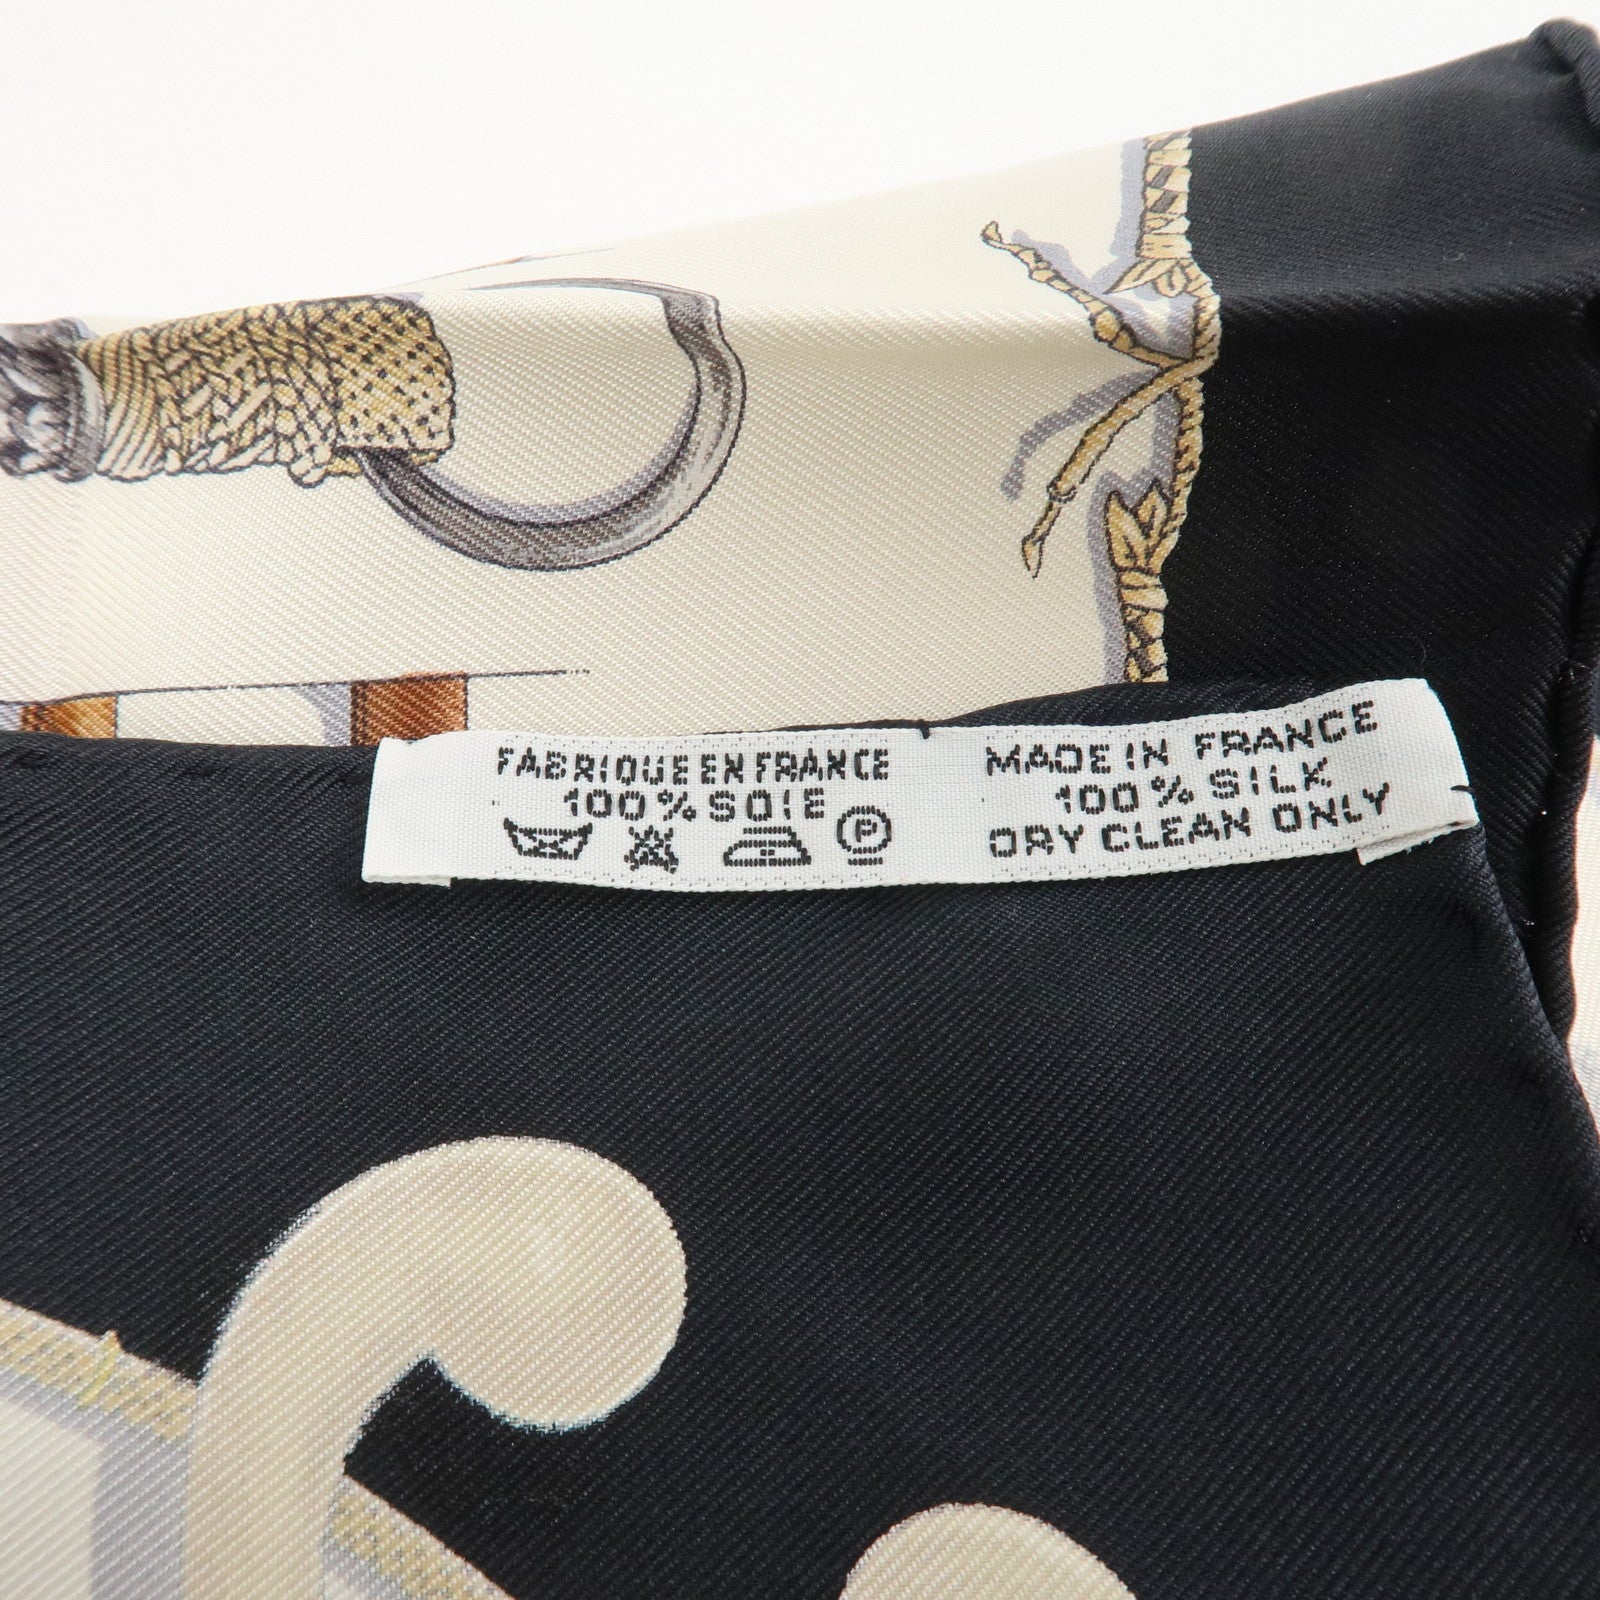 FABRIQUE EN FRANCE
100% SOIE
P
MADE IN FRANCE
100% SILK
DRY CLEAN ONLY